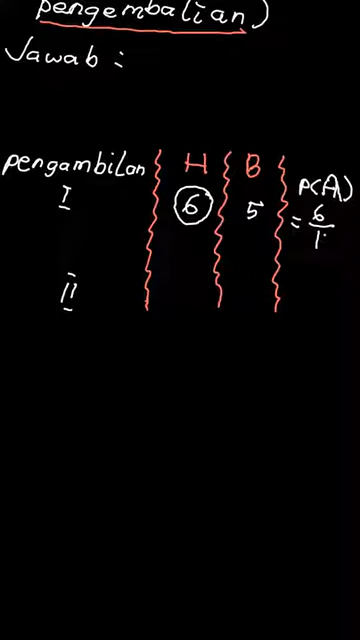 pengembalian)
Jawab :
pengambilan H B
I 6 5 P(A) = 6/1
II